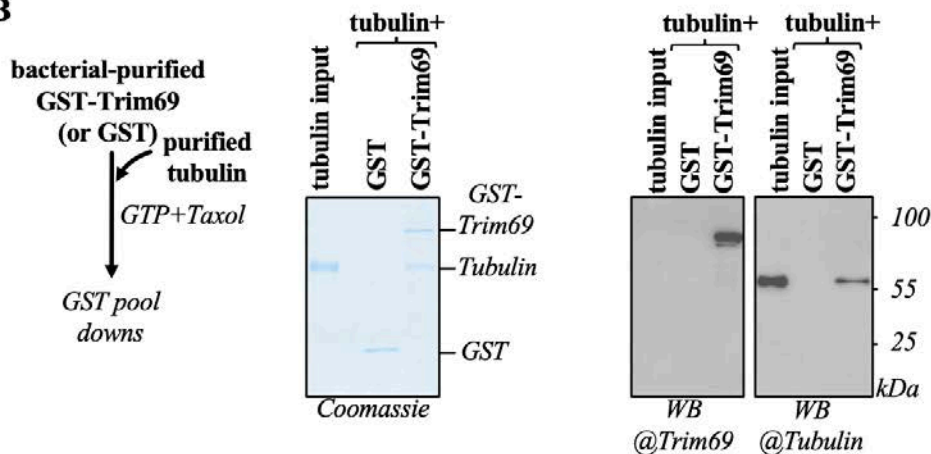 B
bacterial-purified
GST-Trim69
(or GST)
purified
tubulin
GTP+Taxol
GST pool
downs
tubulin+
tubulin input
GST
GST-Trim69
GST-
Trim69
Tubulin
GST
Coomassie
tubulin+
tubulin input
GST
GST-Trim69
tubulin+
tubulin input
GST
GST-Trim69
100
55
25
kDa
WB
@Trim69
WB
@Tubulin